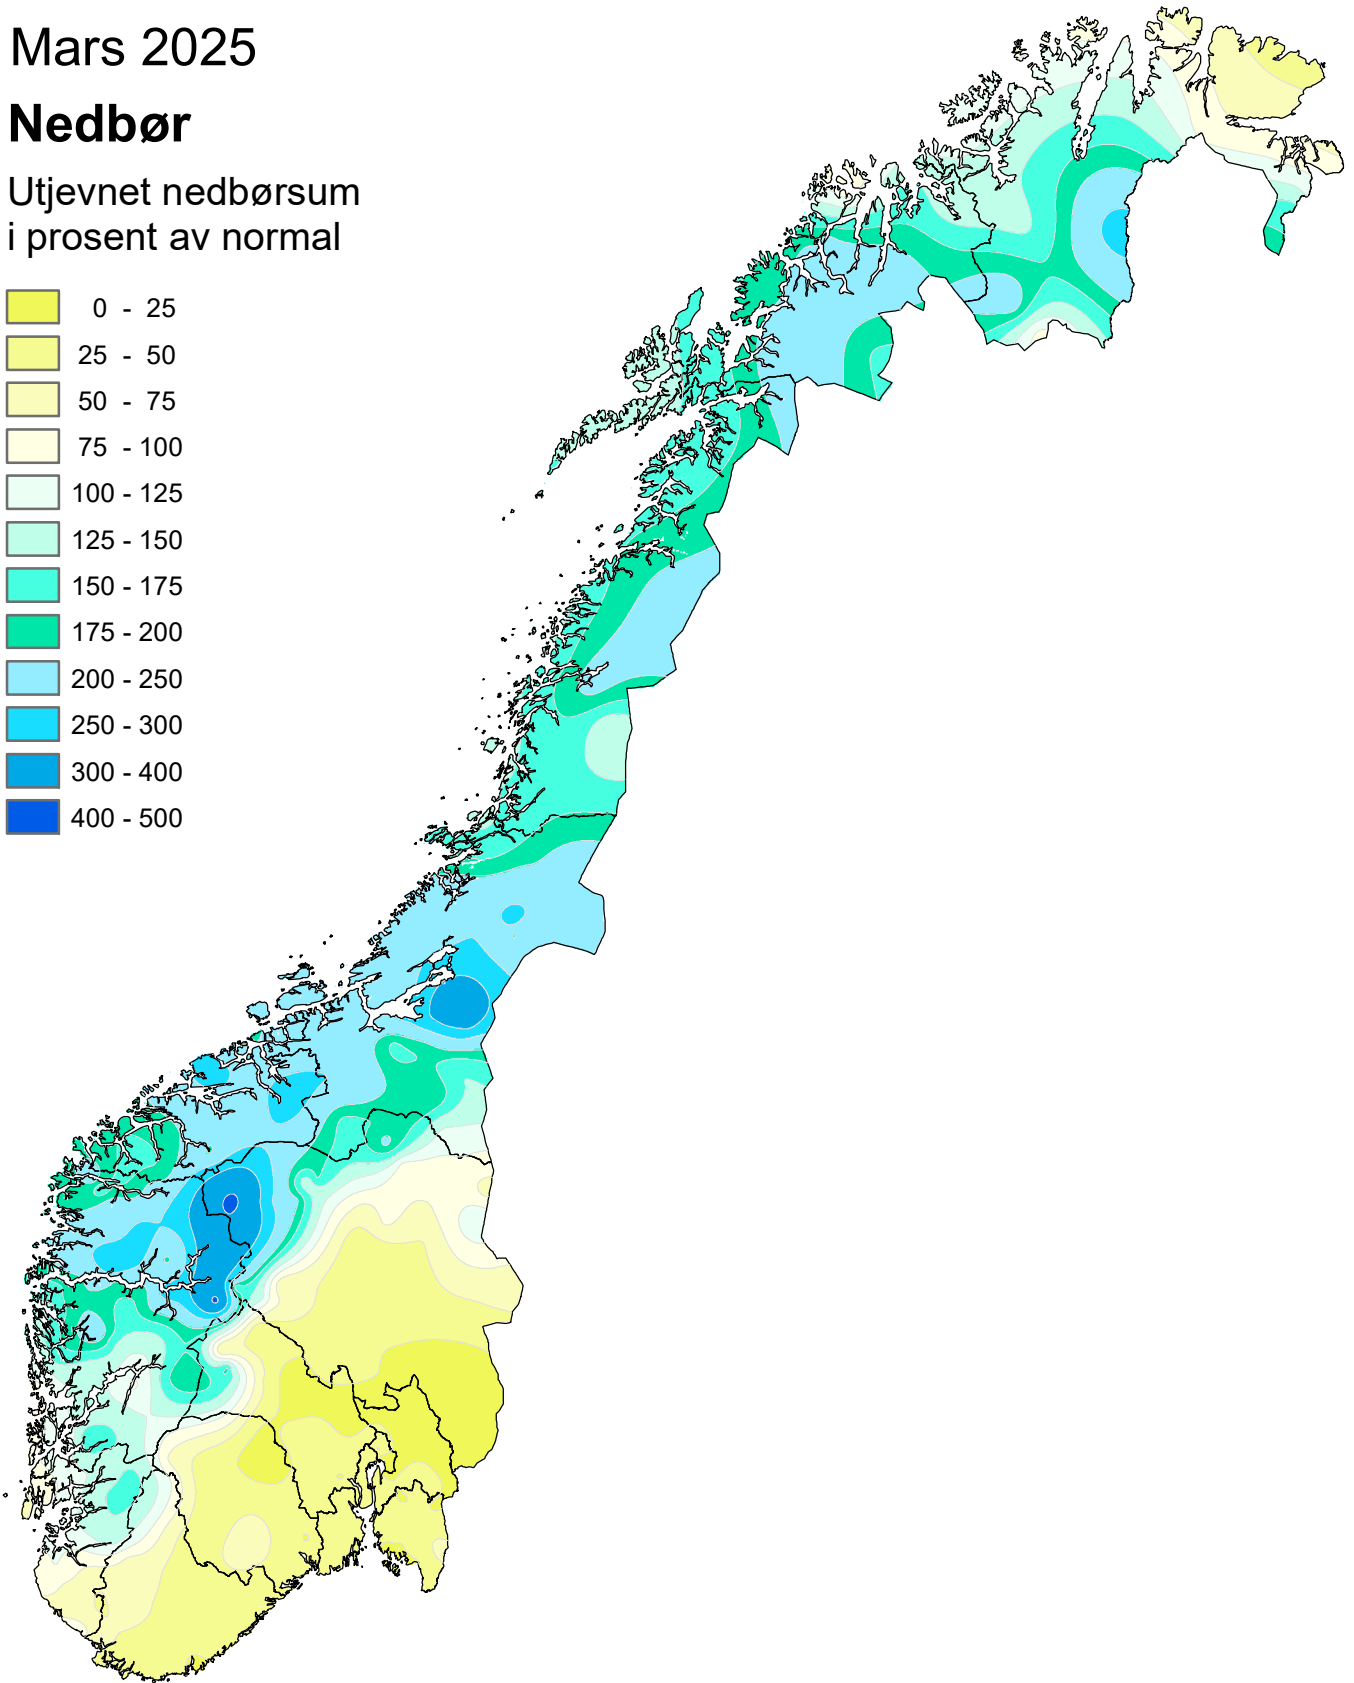 Mars 2025
Nedbør
Utjevnet nedbørsum
i prosent av normal
0 - 25
25 - 50
50 - 75
75 - 100
100 - 125
125 - 150
150 - 175
175 - 200
200 - 250
250 - 300
300 - 400
400 - 500